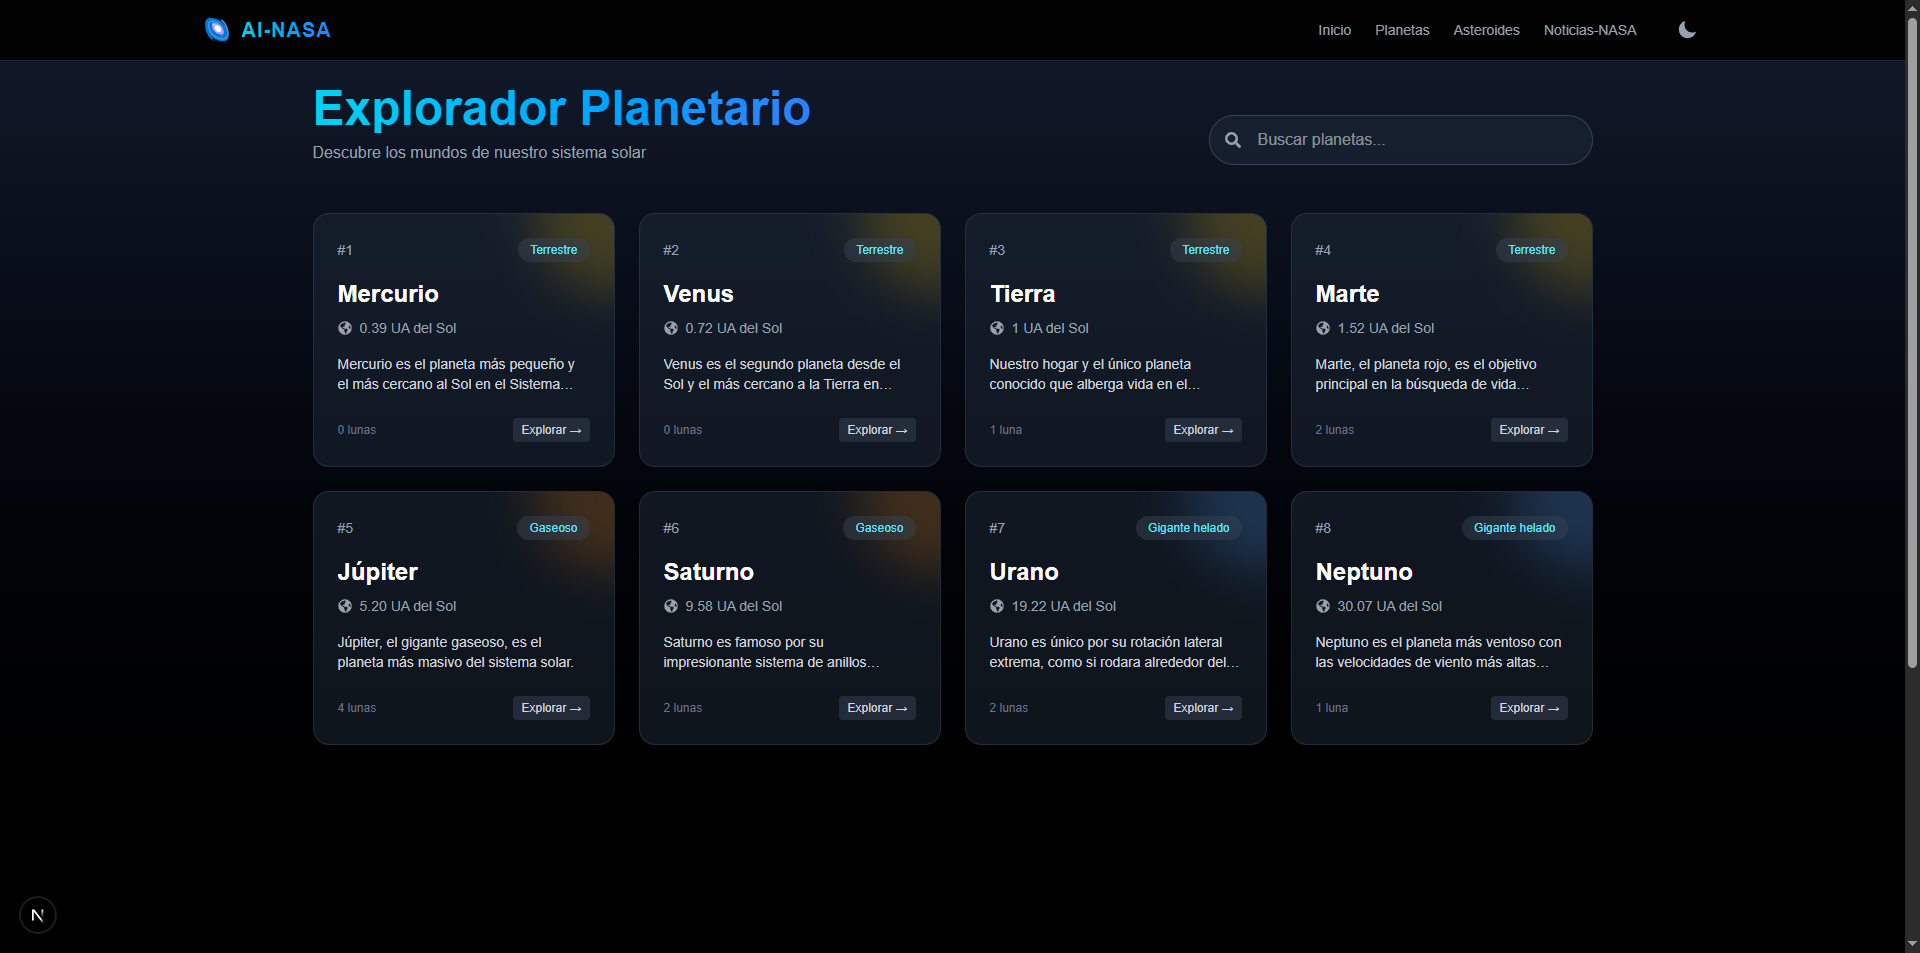 AI-NASA
Inicio
Planetas
Asteroides
Noticias-NASA
Explorador Planetario
Descubre los mundos de nuestro sistema solar
Buscar planetas...
#1
Terrestre
Mercurio
0.39 UA del Sol
Mercurio es el planeta más pequeño y
el más cercano al Sol en el Sistema…
0 lunas
Explorar →
#2
Terrestre
Venus
0.72 UA del Sol
Venus es el segundo planeta desde el
Sol y el más cercano a la Tierra en…
0 lunas
Explorar →
#3
Terrestre
Tierra
1 UA del Sol
Nuestro hogar y el único planeta
conocido que alberga vida en el…
1 luna
Explorar →
#4
Terrestre
Marte
1.52 UA del Sol
Marte, el planeta rojo, es el objetivo
principal en la búsqueda de vida…
2 lunas
Explorar →
#5
Gaseoso
Júpiter
5.20 UA del Sol
Júpiter, el gigante gaseoso, es el
planeta más masivo del sistema solar.
4 lunas
Explorar →
#6
Gaseoso
Saturno
9.58 UA del Sol
Saturno es famoso por su
impresionante sistema de anillos…
2 lunas
Explorar →
#7
Gigante helado
Urano
19.22 UA del Sol
Urano es único por su rotación lateral
extrema, como si rodara alrededor del…
2 lunas
Explorar →
#8
Gigante helado
Neptuno
30.07 UA del Sol
Neptuno es el planeta más ventoso con
las velocidades de viento más altas…
1 luna
Explorar →
N